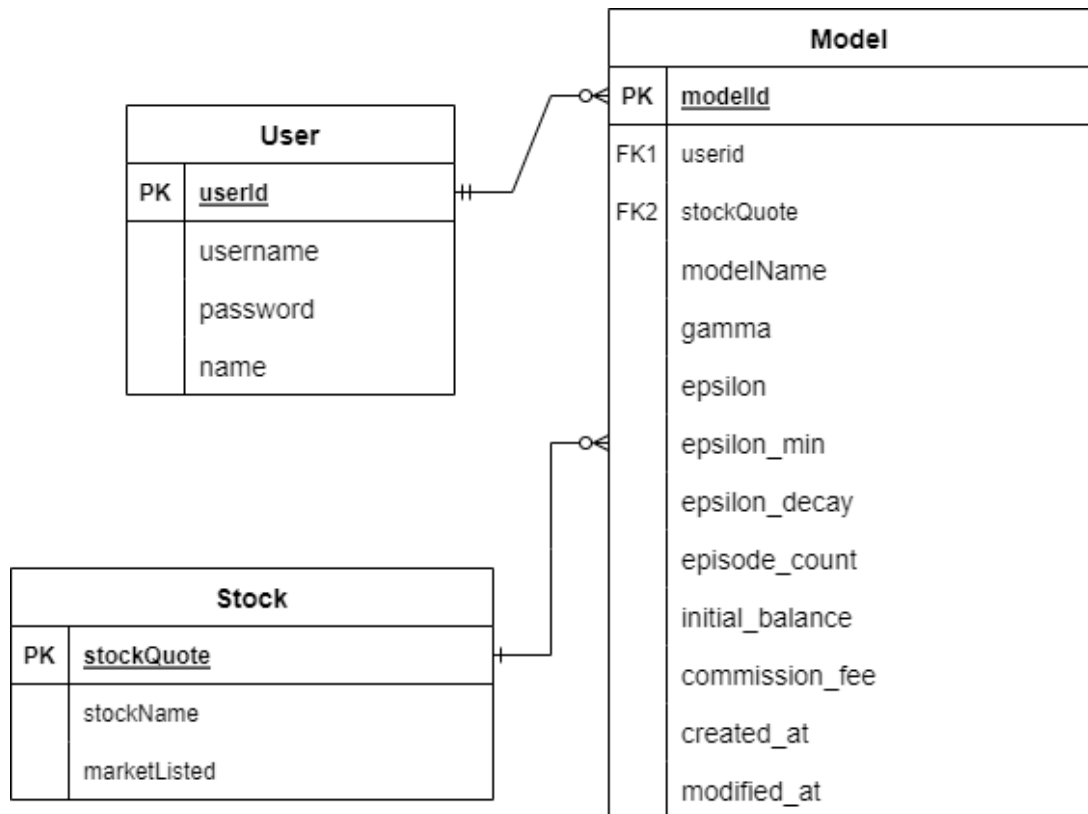 User
PK userId
username
password
name
Model
PK modelId
FK1 userid
FK2 stockQuote
modelName
gamma
epsilon
epsilon_min
epsilon_decay
episode_count
initial_balance
commission_fee
created_at
modified_at
Stock
PK stockQuote
stockName
marketListed